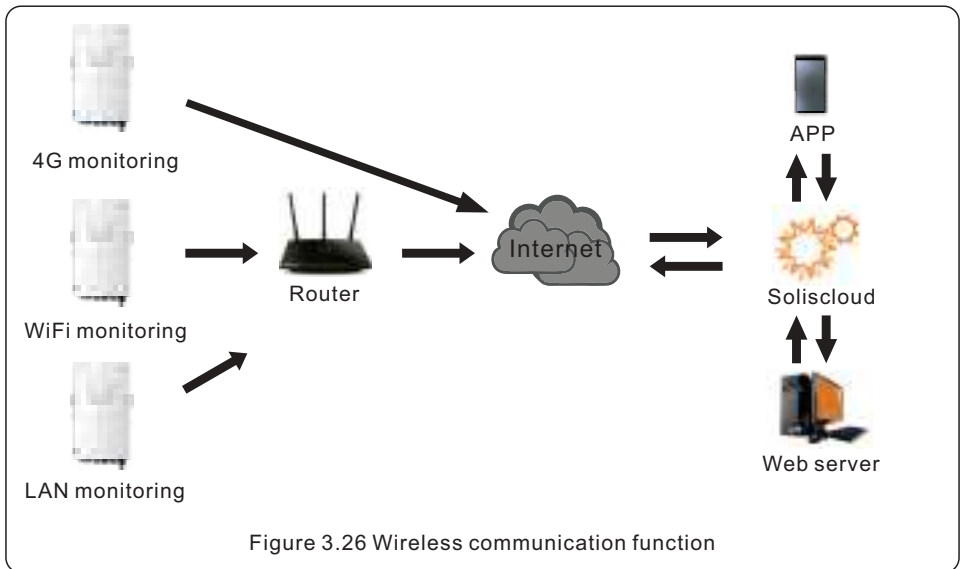 4G monitoring
WiFi monitoring
LAN monitoring
Router
Internet
APP
Soliscloud
Web server
Figure 3.26 Wireless communication function